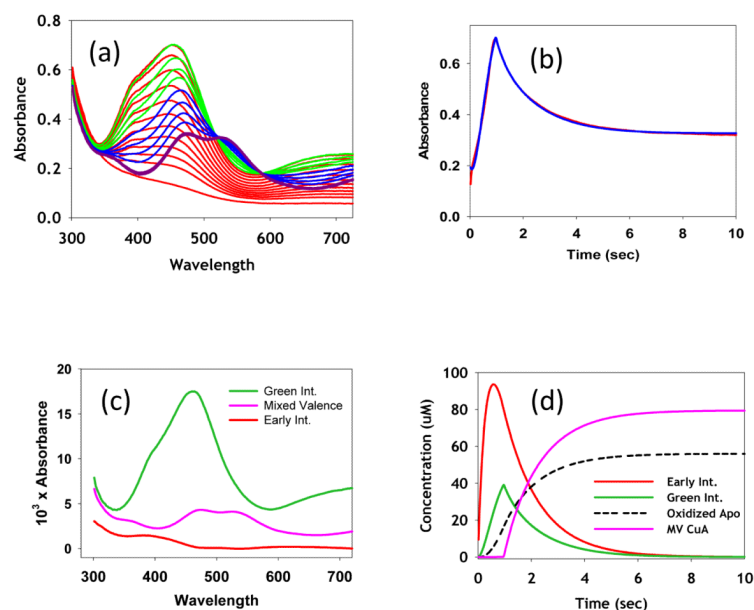 (a)
0.8
0.6
0.4
0.2
0.0
Absorbance
300 400 500 600 700
Wavelength
(b)
0.6
0.4
0.2
0.0
Absorbance
0 2 4 6 8 10
Time (sec)
(c)
20
15
10
5
0
10³ x Absorbance
Green Int.
Mixed Valence
Early Int.
300 400 500 600 700
Wavelength
(d)
100
80
60
40
20
0
Concentration (uM)
Early Int.
Green Int.
Oxidized Apo
MV CuA
0 2 4 6 8 10
Time (sec)